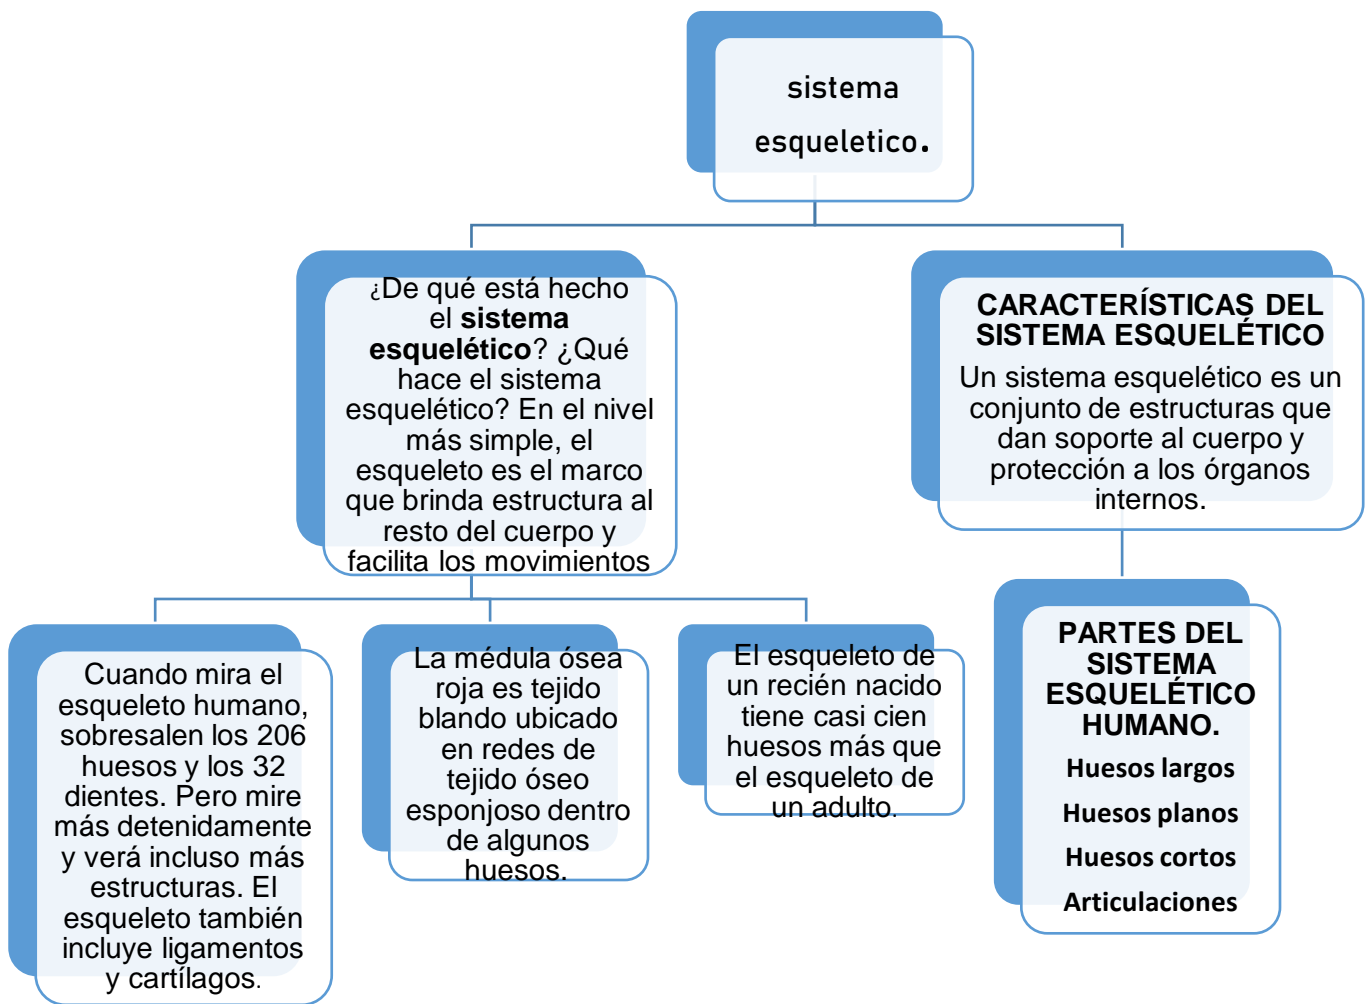 sistema
esqueletico.
¿De qué está hecho
el sistema
esquelético? ¿Qué
hace el sistema
esquelético? En el nivel
más simple, el
esqueleto es el marco
que brinda estructura al
resto del cuerpo y
facilita los movimientos
CARACTERÍSTICAS DEL
SISTEMA ESQUELÉTICO
Un sistema esquelético es un
conjunto de estructuras que
dan soporte al cuerpo y
protección a los órganos
internos.
Cuando mira el
esqueleto humano,
sobresalen los 206
huesos y los 32
dientes. Pero mire
más detenidamente
y verá incluso más
estructuras. El
esqueleto también
incluye ligamentos
y cartílagos.
La médula ósea
roja es tejido
blando ubicado
en redes de
tejido óseo
esponjoso dentro
de algunos
huesos.
El esqueleto de
un recién nacido
tiene casi cien
huesos más que
el esqueleto de
un adulto.
PARTES DEL
SISTEMA
ESQUELÉTICO
HUMANO.
Huesos largos
Huesos planos
Huesos cortos
Articulaciones